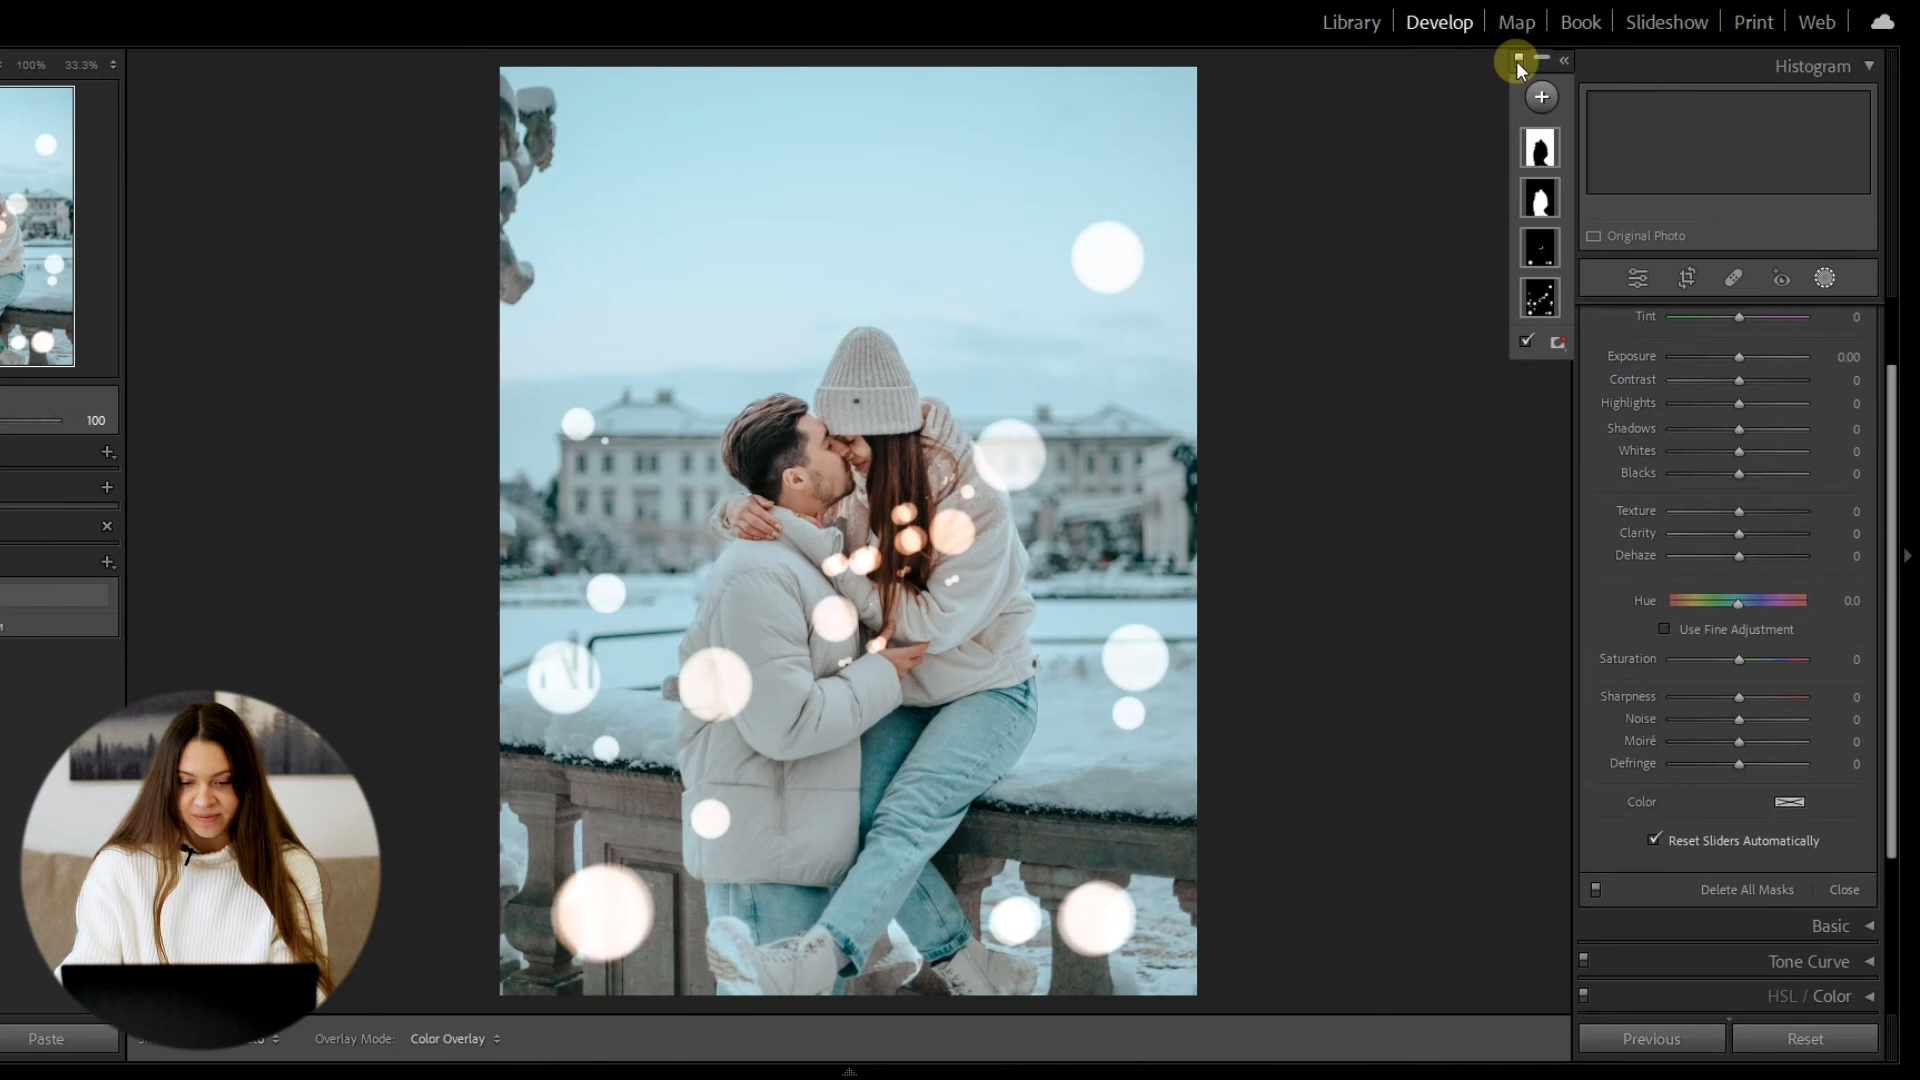 Library Develop Map Book Slideshow Print Web
100% 33.3%
Histogram
Original Photo
Tint 0
Exposure 0.00
Contrast 0
Highlights 0
Shadows 0
Whites 0
Blacks 0
Texture 0
Clarity 0
Dehaze 0
Hue 0.0
Use Fine Adjustment
Saturation 0
Sharpness 0
Noise 0
Moiré 0
Defringe 0
Color
Reset Sliders Automatically
Delete All Masks Close
Basic
Tone Curve
HSL / Color
Previous Reset
100
Paste
Overlay Mode: Color Overlay